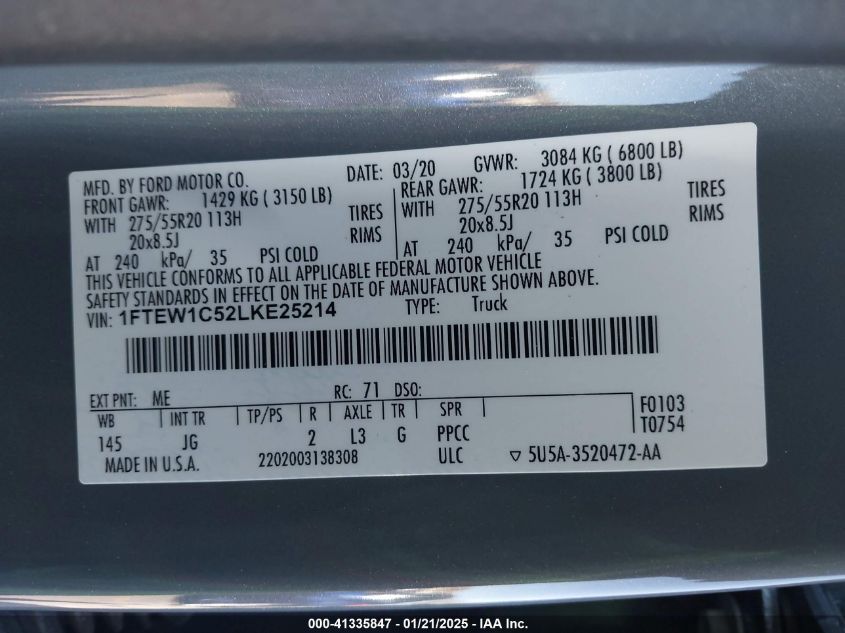 MFD. BY FORD MOTOR CO. DATE: 03/20 GVWR: 3084 KG ( 6800 LB)
FRONT GAWR: 1429 KG ( 3150 LB) REAR GAWR: 1724 KG ( 3800 LB)
WITH 275/55R20 113H TIRES WITH 275/55R20 113H TIRES
20x8.5J RIMS 20x8.5J RIMS
AT 240 kPa/ 35 PSI COLD AT 240 kPa/ 35 PSI COLD
THIS VEHICLE CONFORMS TO ALL APPLICABLE FEDERAL MOTOR VEHICLE
SAFETY STANDARDS IN EFFECT ON THE DATE OF MANUFACTURE SHOWN ABOVE.
VIN: 1FTEW1C52LKE25214 TYPE: Truck
EXT PNT: ME RC: 71 DSO:
WB INT TR TP/PS R AXLE TR SPR F0103
145 JG 2 L3 G PPCC T0754
MADE IN U.S.A. 2202003138308 ULC ▽ 5U5A-3520472-AA
000-41335847 - 01/21/2025 - IAA Inc.